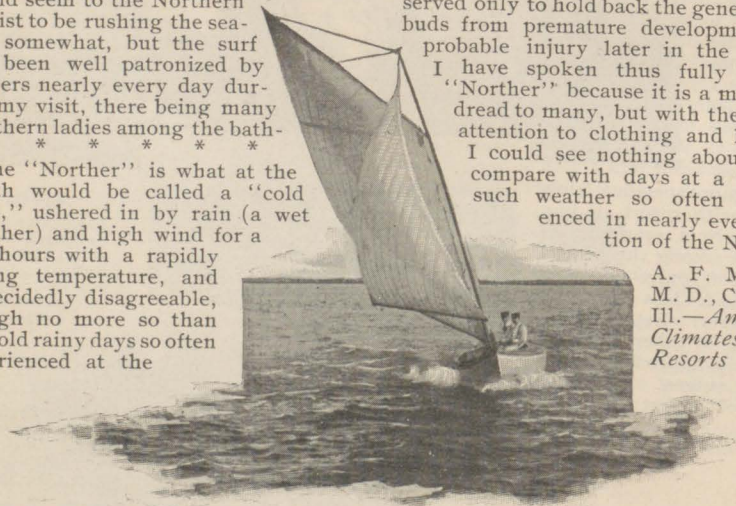 seem to the Northern
ist to be rushing the sea-
somewhat, but the surf
been well patronized by
ers nearly every day dur-
my visit, there being many
thern ladies among the bath-
* * * * *
ne "Norther" is what at the
th would be called a "cold
," ushered in by rain (a wet
ther) and high wind for a
hours with a rapidly
ng temperature, and
ecidedly disagreeable,
gh no more so than
old rainy days so often
rienced at the
served only to hold back the gene
buds from premature developm
probable injury later in the
I have spoken thus fully
"Norther" because it is a m
dread to many, but with the
attention to clothing and
I could see nothing abou
compare with days at a
such weather so often
enced in nearly eve
tion of the N
A. F. M
M. D., C
Ill.—Am
Climates
Resorts